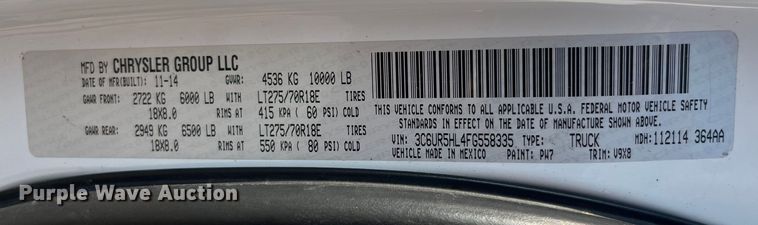 MFD BY CHRYSLER GROUP LLC
DATE OF MFR(BUILT): 11-14 GVWR: 4536 KG 10000 LB
GAWR FRONT: 2722 KG 6000 LB WITH LT275/70R18E TIRES
18X8.0 RIMS AT 415 KPA ( 60 PSI) COLD
GAWR REAR: 2949 KG 6500 LB WITH LT275/70R18E TIRES
18X8.0 RIMS AT 550 KPA ( 80 PSI) COLD
THIS VEHICLE CONFORMS TO ALL APPLICABLE U.S.A. FEDERAL MOTOR VEHICLE SAFETY
STANDARDS IN EFFECT ON THE DATE OF MANUFACTURE SHOWN ABOVE.
VIN: 3C6UR5HL4FG558335 TYPE: TRUCK MDH: 112114 364AA
VEHICLE MADE IN MEXICO PAINT: PW7 TRIM: V9X8
Purple Wave Auction